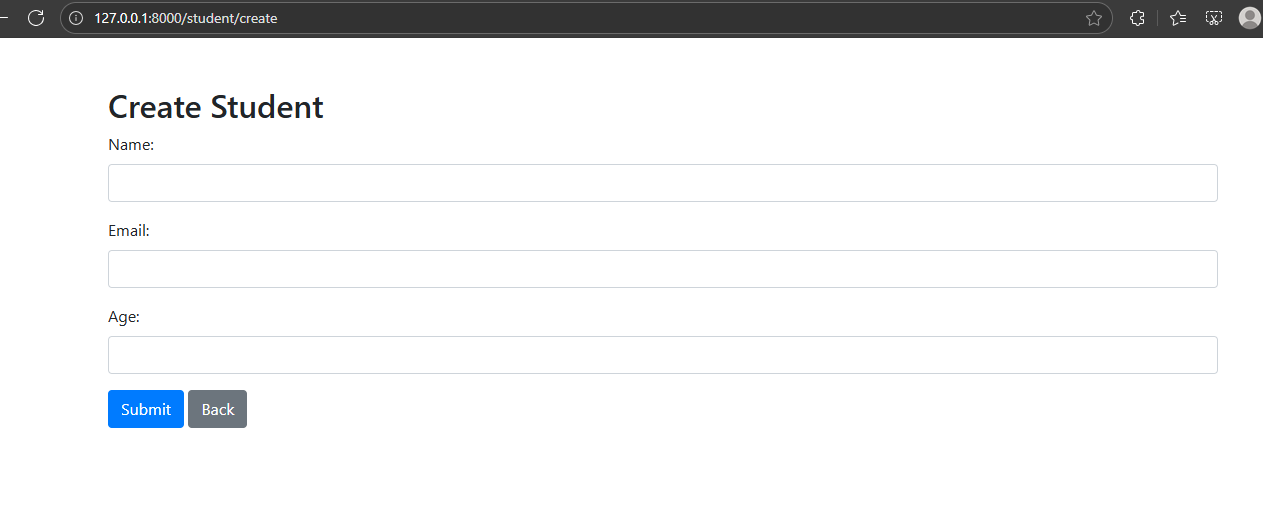 127.0.0.1:8000/student/create
Create Student
Name:
Email:
Age:
Submit Back